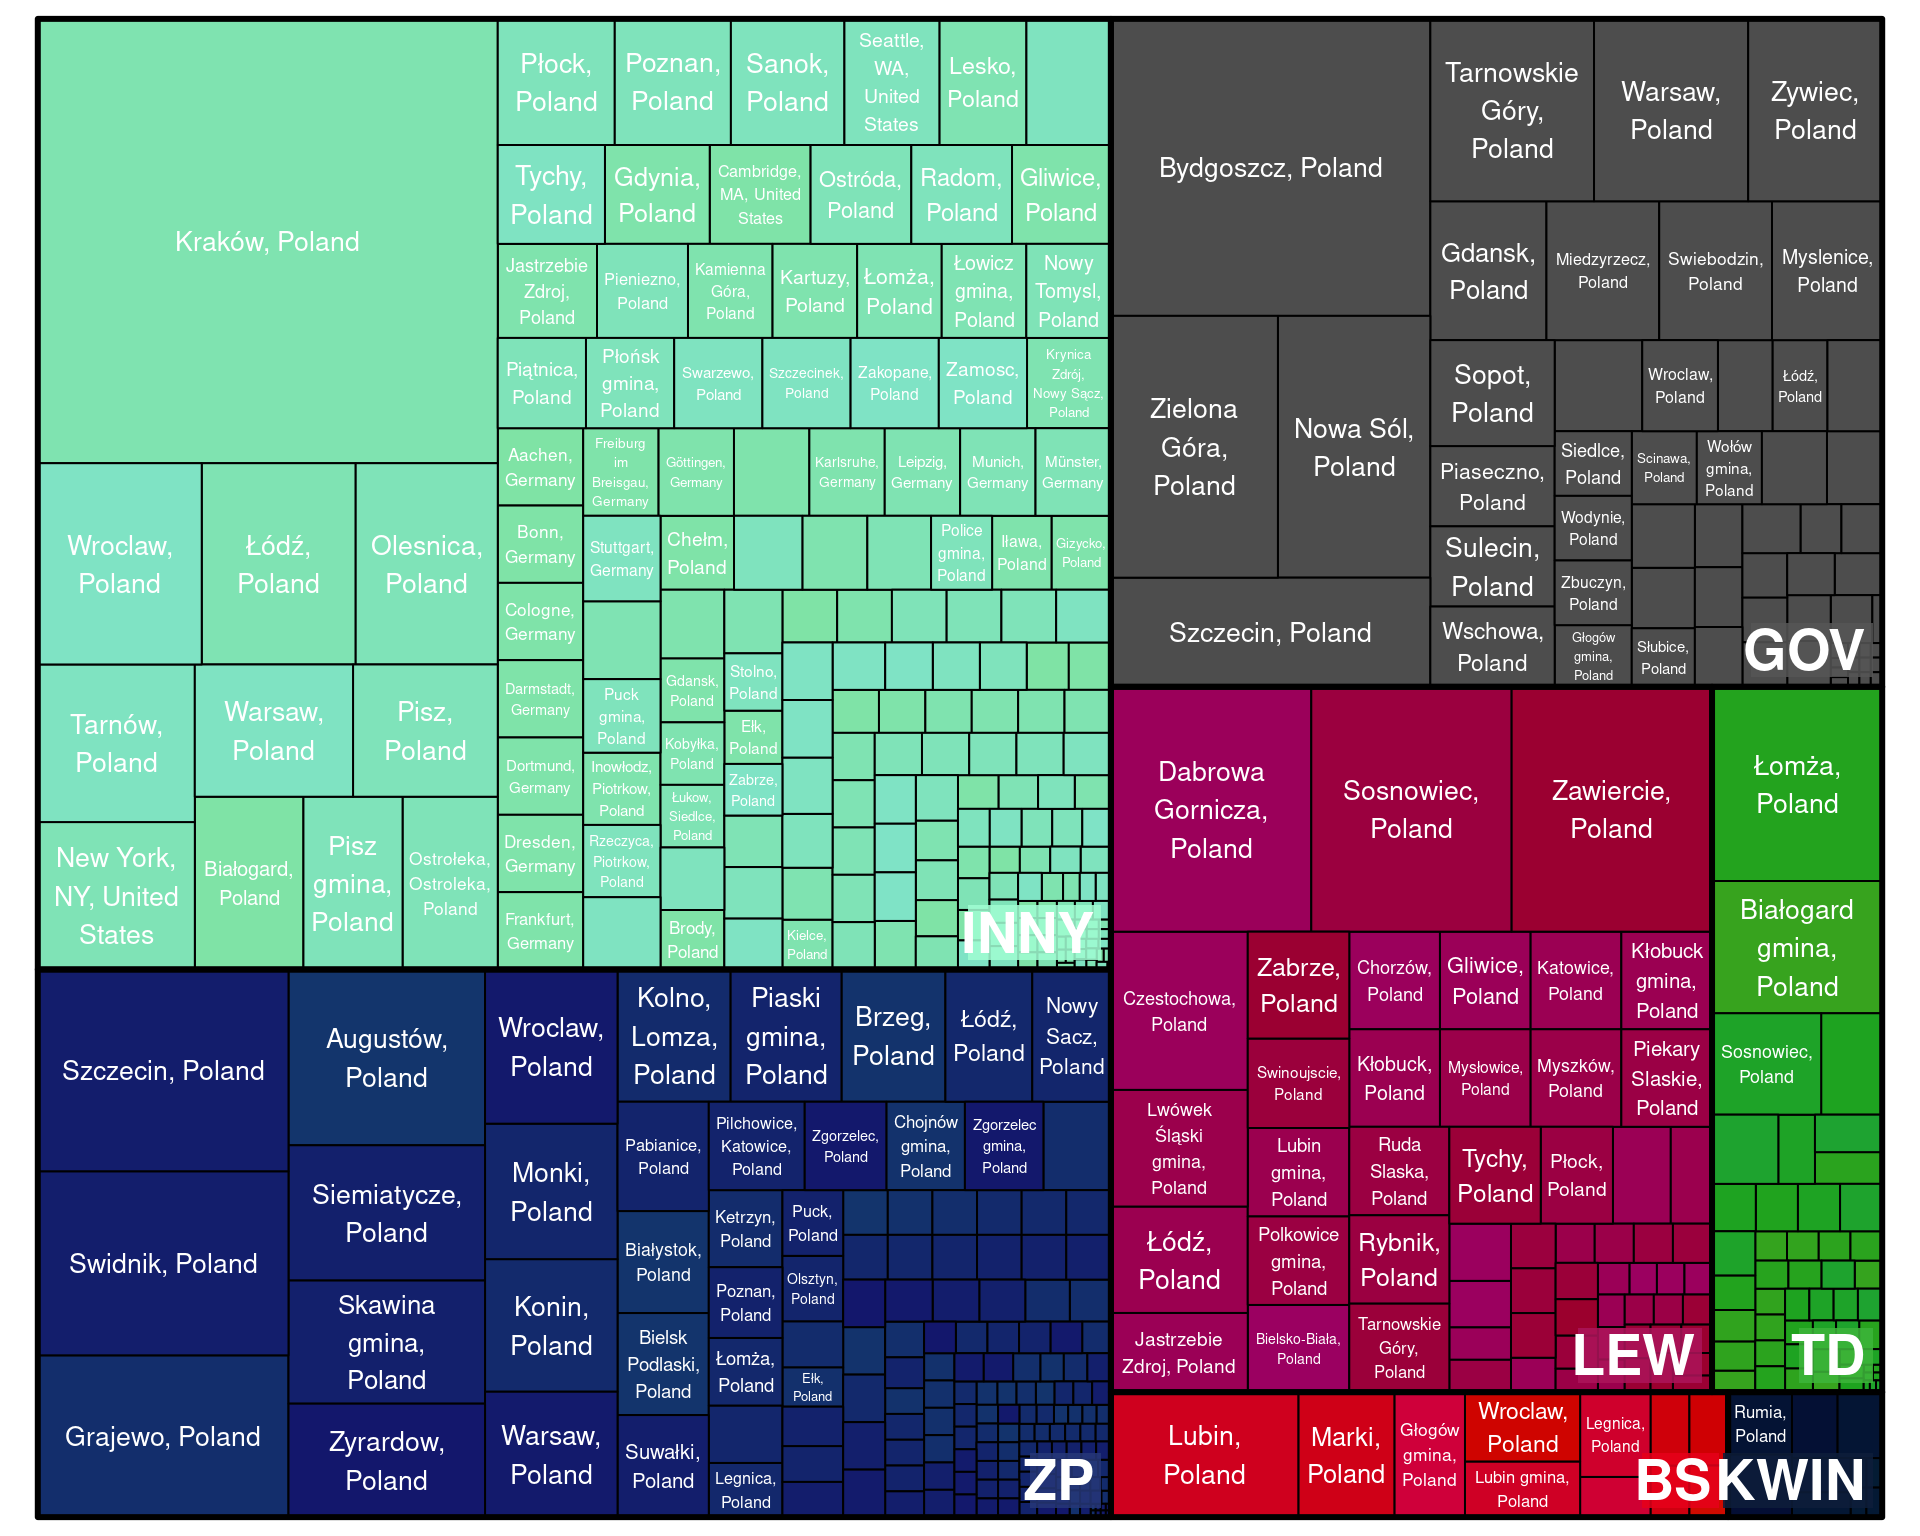 Kraków, Poland
Wroclaw,
Poland
Łódź,
Poland
Olesnica,
Poland
Tarnów,
Poland
Warsaw,
Poland
Pisz,
Poland
New York,
NY, United
States
Białogard,
Poland
Pisz
gmina,
Poland
Ostrołeka,
Ostroleka,
Poland
Płock,
Poland
Poznan,
Poland
Sanok,
Poland
Seattle,
WA,
United
States
Lesko,
Poland
Tychy,
Poland
Gdynia,
Poland
Cambridge,
MA, United
States
Ostróda,
Poland
Radom,
Poland
Gliwice,
Poland
Jastrzebie
Zdroj,
Poland
Pieniezno,
Poland
Kamienna
Góra,
Poland
Kartuzy,
Poland
Łomża,
Poland
Łowicz
gmina,
Poland
Nowy
Tomysl,
Poland
Piątnica,
Poland
Płońsk
gmina,
Poland
Swarzewo,
Poland
Szczecinek,
Poland
Zakopane,
Poland
Zamosc,
Poland
Krynica
Zdrój,
Nowy Sącz,
Poland
Aachen,
Germany
Bonn,
Germany
Cologne,
Germany
Darmstadt,
Germany
Dortmund,
Germany
Dresden,
Germany
Frankfurt,
Germany
Freiburg
im
Breisgau,
Germany
Göttingen,
Germany
Karlsruhe,
Germany
Leipzig,
Germany
Munich,
Germany
Münster,
Germany
Stuttgart,
Germany
Puck
gmina,
Poland
Inowłodz,
Piotrkow,
Poland
Rzeczyca,
Piotrkow,
Poland
Chełm,
Poland
Police
gmina,
Poland
Iława,
Poland
Gizycko,
Poland
Gdansk,
Poland
Kobyłka,
Poland
Łukow,
Siedlce,
Poland
Brody,
Poland
Stolno,
Poland
Ełk,
Poland
Zabrze,
Poland
Kielce,
Poland
INNY
Bydgoszcz, Poland
Zielona
Góra,
Poland
Nowa Sól,
Poland
Szczecin, Poland
Tarnowskie
Góry,
Poland
Warsaw,
Poland
Zywiec,
Poland
Gdansk,
Poland
Miedzyrzecz,
Poland
Swiebodzin,
Poland
Myslenice,
Poland
Sopot,
Poland
Piaseczno,
Poland
Sulecin,
Poland
Wschowa,
Poland
Wroclaw,
Poland
Łódź,
Poland
Siedlce,
Poland
Scinawa,
Poland
Wołów
gmina,
Poland
Wodynie,
Poland
Zbuczyn,
Poland
Głogów
gmina,
Poland
Słubice,
Poland
GOV
Szczecin, Poland
Swidnik, Poland
Grajewo, Poland
Augustów,
Poland
Siemiatycze,
Poland
Skawina
gmina,
Poland
Zyrardow,
Poland
Wroclaw,
Poland
Monki,
Poland
Konin,
Poland
Warsaw,
Poland
Kolno,
Lomza,
Poland
Piaski
gmina,
Poland
Brzeg,
Poland
Łódź,
Poland
Nowy
Sacz,
Poland
Pabianice,
Poland
Białystok,
Poland
Bielsk
Podlaski,
Poland
Suwałki,
Poland
Pilchowice,
Katowice,
Poland
Zgorzelec,
Poland
Chojnów
gmina,
Poland
Zgorzelec
gmina,
Poland
Ketrzyn,
Poland
Poznan,
Poland
Łomża,
Poland
Legnica,
Poland
Puck,
Poland
Olsztyn,
Poland
Ełk,
Poland
ZP
Dabrowa
Gornicza,
Poland
Sosnowiec,
Poland
Zawiercie,
Poland
Czestochowa,
Poland
Lwówek
Śląski
gmina,
Poland
Łódź,
Poland
Jastrzebie
Zdroj, Poland
Zabrze,
Poland
Swinoujscie,
Poland
Lubin
gmina,
Poland
Polkowice
gmina,
Poland
Bielsko-Biała,
Poland
Chorzów,
Poland
Gliwice,
Poland
Katowice,
Poland
Kłobuck
gmina,
Poland
Kłobuck,
Poland
Mysłowice,
Poland
Myszków,
Poland
Piekary
Slaskie,
Poland
Ruda
Slaska,
Poland
Rybnik,
Poland
Tarnowskie
Góry,
Poland
Tychy,
Poland
Płock,
Poland
LEW
Łomża,
Poland
Białogard
gmina,
Poland
Sosnowiec,
Poland
TD
Lubin,
Poland
Marki,
Poland
Głogów
gmina,
Poland
Wroclaw,
Poland
Lubin gmina,
Poland
Legnica,
Poland
BS
Rumia,
Poland
KWIN